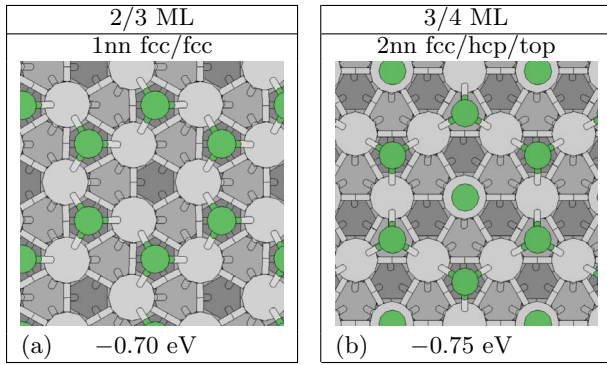 2/3 ML
1nn fcc/fcc
(a) −0.70 eV
3/4 ML
2nn fcc/hcp/top
(b) −0.75 eV